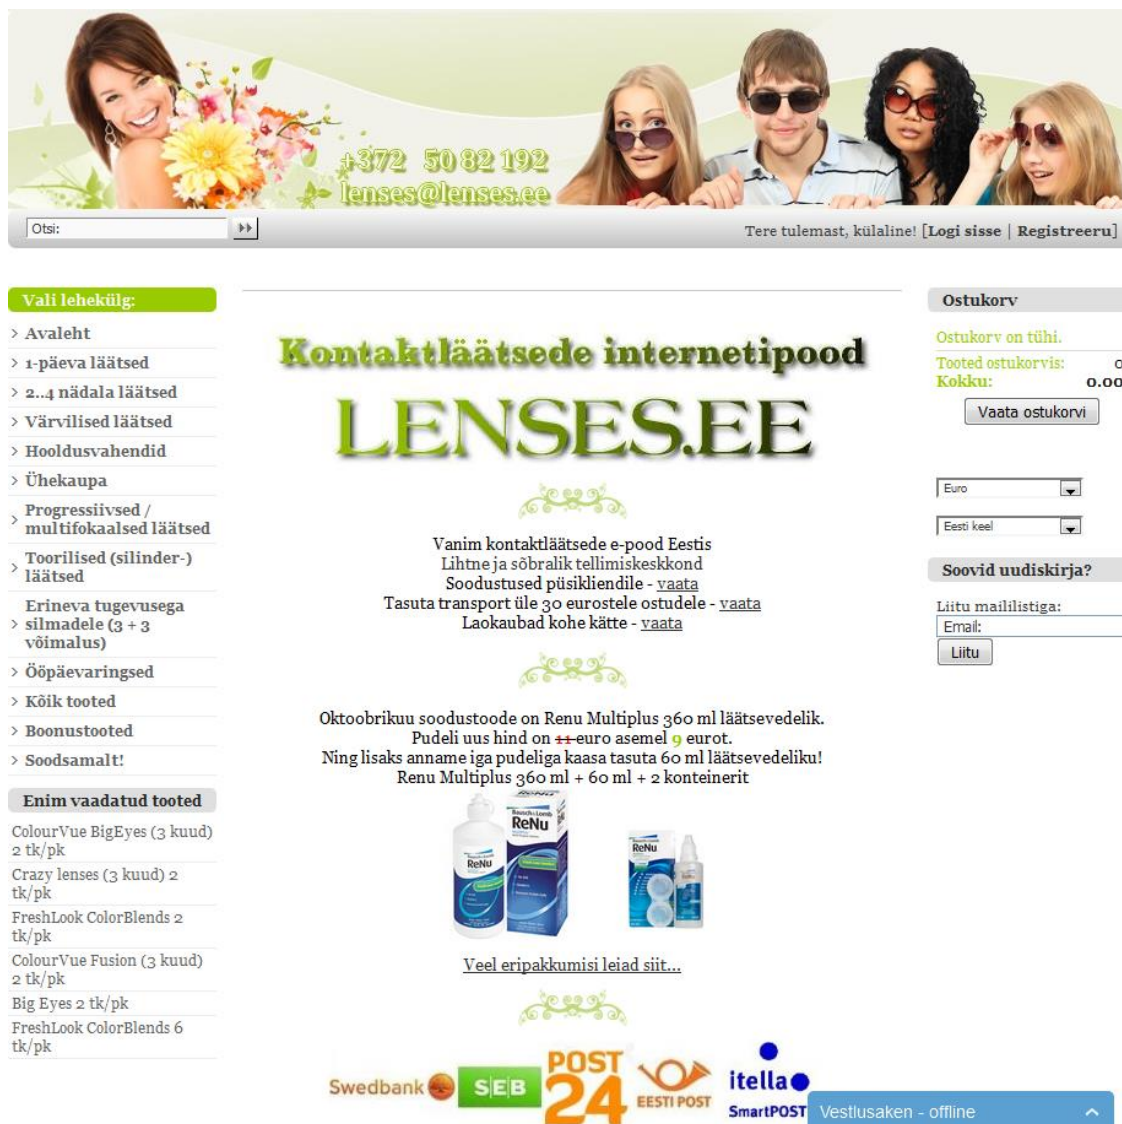 +372 50 82 192
lenses@lenses.ee
Otsi:
Tere tulemast, külaline! [Logi sisse | Registreeru]
Vali lehekülg:
Avaleht
1-päeva läätsed
2..4 nädala läätsed
Värvilised läätsed
Hooldusvahendid
Ühekaupa
Progressiivsed /
multifokaalsed läätsed
Toorilised (silinder-)
läätsed
Erineva tugevusega
silmadele (3 + 3
võimalus)
Ööpäevaringsed
Kõik tooted
Boonustooted
Soodsamalt!
Enim vaadatud tooted
ColourVue BigEyes (3 kuud)
2 tk/pk
Crazy lenses (3 kuud) 2
tk/pk
FreshLook ColorBlends 2
tk/pk
ColourVue Fusion (3 kuud)
2 tk/pk
Big Eyes 2 tk/pk
FreshLook ColorBlends 6
tk/pk
Kontaktläätsede internetipood
LENSES.EE
Vanim kontaktläätsede e-pood Eestis
Lihtne ja sõbralik tellimiskeskkond
Soodustused püsikliendile - vaata
Tasuta transport üle 30 eurostele ostudele - vaata
Laokaubad kohe kätte - vaata
Oktoobrikuu soodustoode on Renu Multiplus 360 ml läätsevedelik.
Pudeli uus hind on 11 euro asemel 9 eurot.
Ning lisaks anname iga pudeliga kaasa tasuta 60 ml läätsevedeliku!
Renu Multiplus 360 ml + 60 ml + 2 konteinerit
Bausch & Lomb
ReNu
ReNu
ReNu
Veel eripakkumisi leiad siit...
Swedbank
SEB
POST
24
EESTI POST
itella
SmartPOST
Ostukorv
Ostukorv on tühi.
Tooted ostukorvis: 0
Kokku: 0.00
Vaata ostukorvi
Euro
Eesti keel
Soovid uudiskirja?
Liitu maililistiga:
Email:
Liitu
Vestlusaken - offline